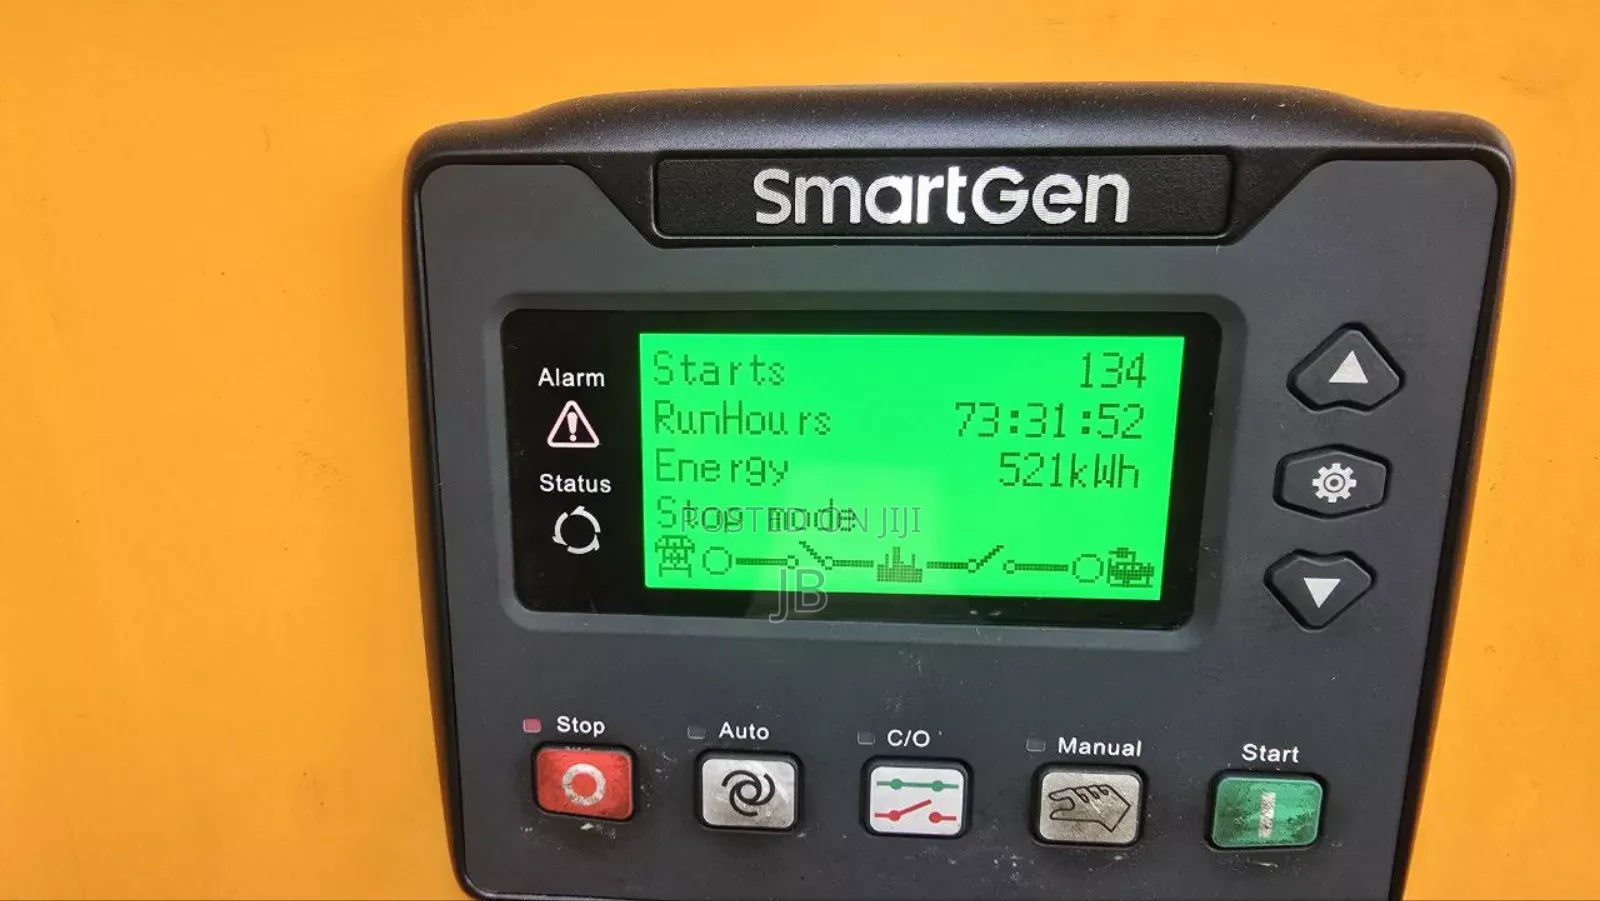 SmartGen
Alarm
Status
Starts 134
RunHours 73:31:52
Energy 521kWh
Stop mode
POSTED ON JIJI
JB
Stop
Auto
C/O
Manual
Start